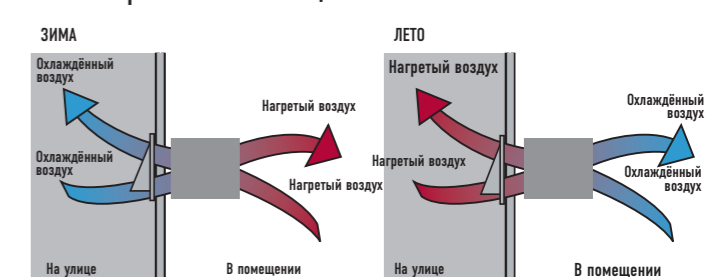 ЗИМА
Охлаждённый
воздух
Нагретый воздух
Охлаждённый
воздух
Нагретый воздух
На улице
В помещении
ЛЕТО
Нагретый воздух
Охлаждённый
воздух
Нагретый воздух
Охлаждённый
воздух
На улице
В помещении